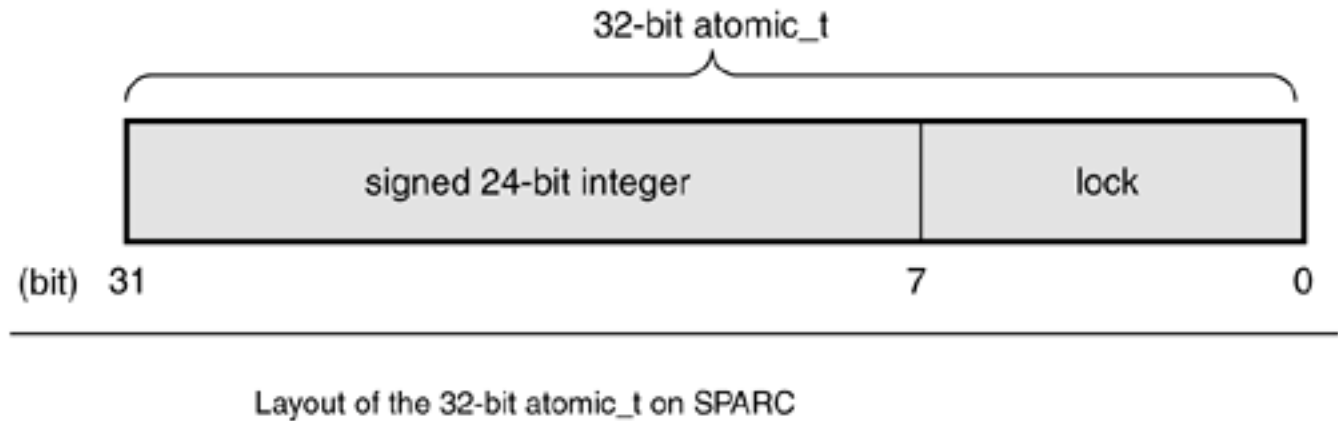 32-bit atomic_t
signed 24-bit integer lock
(bit) 31 7 0
Layout of the 32-bit atomic_t on SPARC